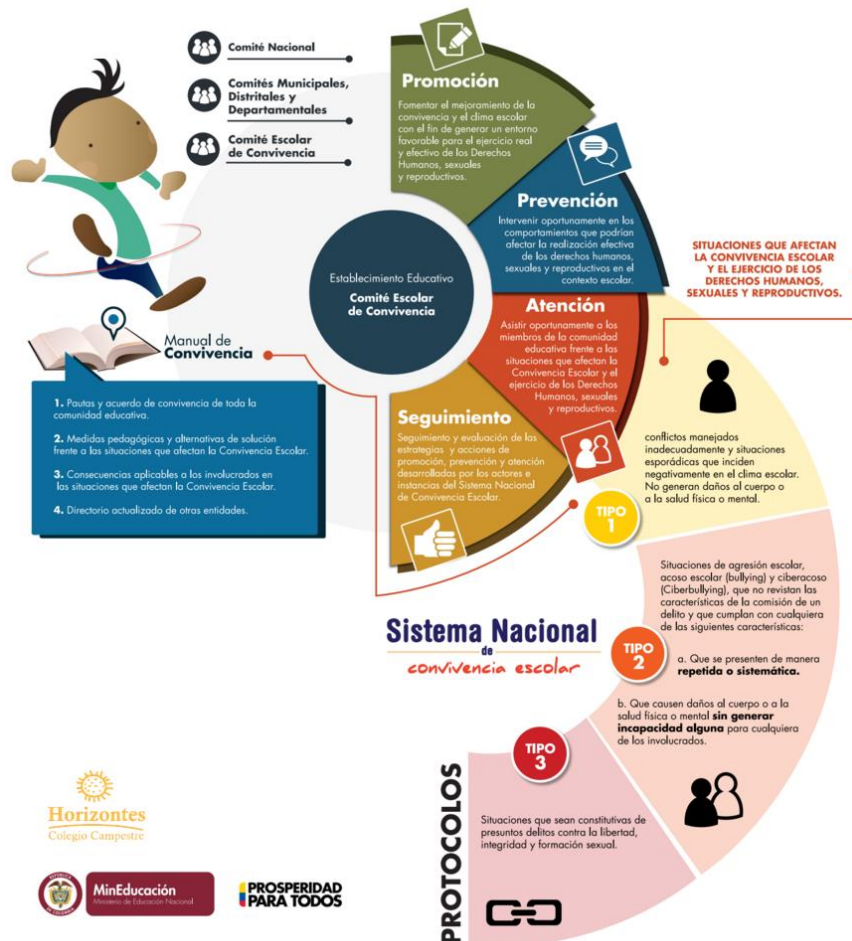 Comité Nacional
Comités Municipales,
Distritales y
Departamentales
Comité Escolar
de Convivencia
Promoción
Fomentar el mejoramiento de la
convivencia y el clima escolar
con el fin de generar un entorno
favorable para el ejercicio real
y efectivo de los Derechos
Humanos, sexuales
y reproductivos.
Prevención
Intervenir oportunamente en los
comportamientos que podrían
afectar la realización efectiva
de los derechos humanos,
sexuales y reproductivos en el
contexto escolar.
Establecimiento Educativo
Comité Escolar
de Convivencia
Atención
Asistir oportunamente a los
miembros de la comunidad
educativa frente a las
situaciones que afectan la
Convivencia Escolar y el
ejercicio de los Derechos
Humanos, sexuales
y reproductivos.
Seguimiento
Seguimiento y evaluación de las
estrategias y acciones de
promoción, prevención y atención
desarrolladas por los actores e
instancias del Sistema Nacional
de Convivencia Escolar.
Manual de
Convivencia
1. Pautas y acuerdo de convivencia de toda la
comunidad educativa.
2. Medidas pedagógicas y alternativas de solución
frente a las situaciones que afectan la Convivencia Escolar.
3. Consecuencias aplicables a los involucrados en
las situaciones que afectan la Convivencia Escolar.
4. Directorio actualizado de otras entidades.
SITUACIONES QUE AFECTAN
LA CONVIVENCIA ESCOLAR
Y EL EJERCICIO DE LOS
DERECHOS HUMANOS,
SEXUALES Y REPRODUCTIVOS.
conflictos manejados
inadecuadamente y situaciones
esporádicas que inciden
negativamente en el clima escolar.
No generan daños al cuerpo o
a la salud física o mental.
TIPO
1
Situaciones de agresión escolar,
acoso escolar (bullying) y ciberacoso
(Ciberbullying), que no revistan las
características de la comisión de un
delito y que cumplan con cualquiera
de las siguientes características:
a. Que se presenten de manera
repetida o sistemática.
b. Que causen daños al cuerpo o a la
salud física o mental sin generar
incapacidad alguna para cualquiera
de los involucrados.
TIPO
2
Sistema Nacional
de
convivencia escolar
TIPO
3
Situaciones que sean constitutivas de
presuntos delitos contra la libertad,
integridad y formación sexual.
PROTOCOLOS
Horizontes
Colegio Campestre
MinEducación
Ministerio de Educación Nacional
PROSPERIDAD
PARA TODOS